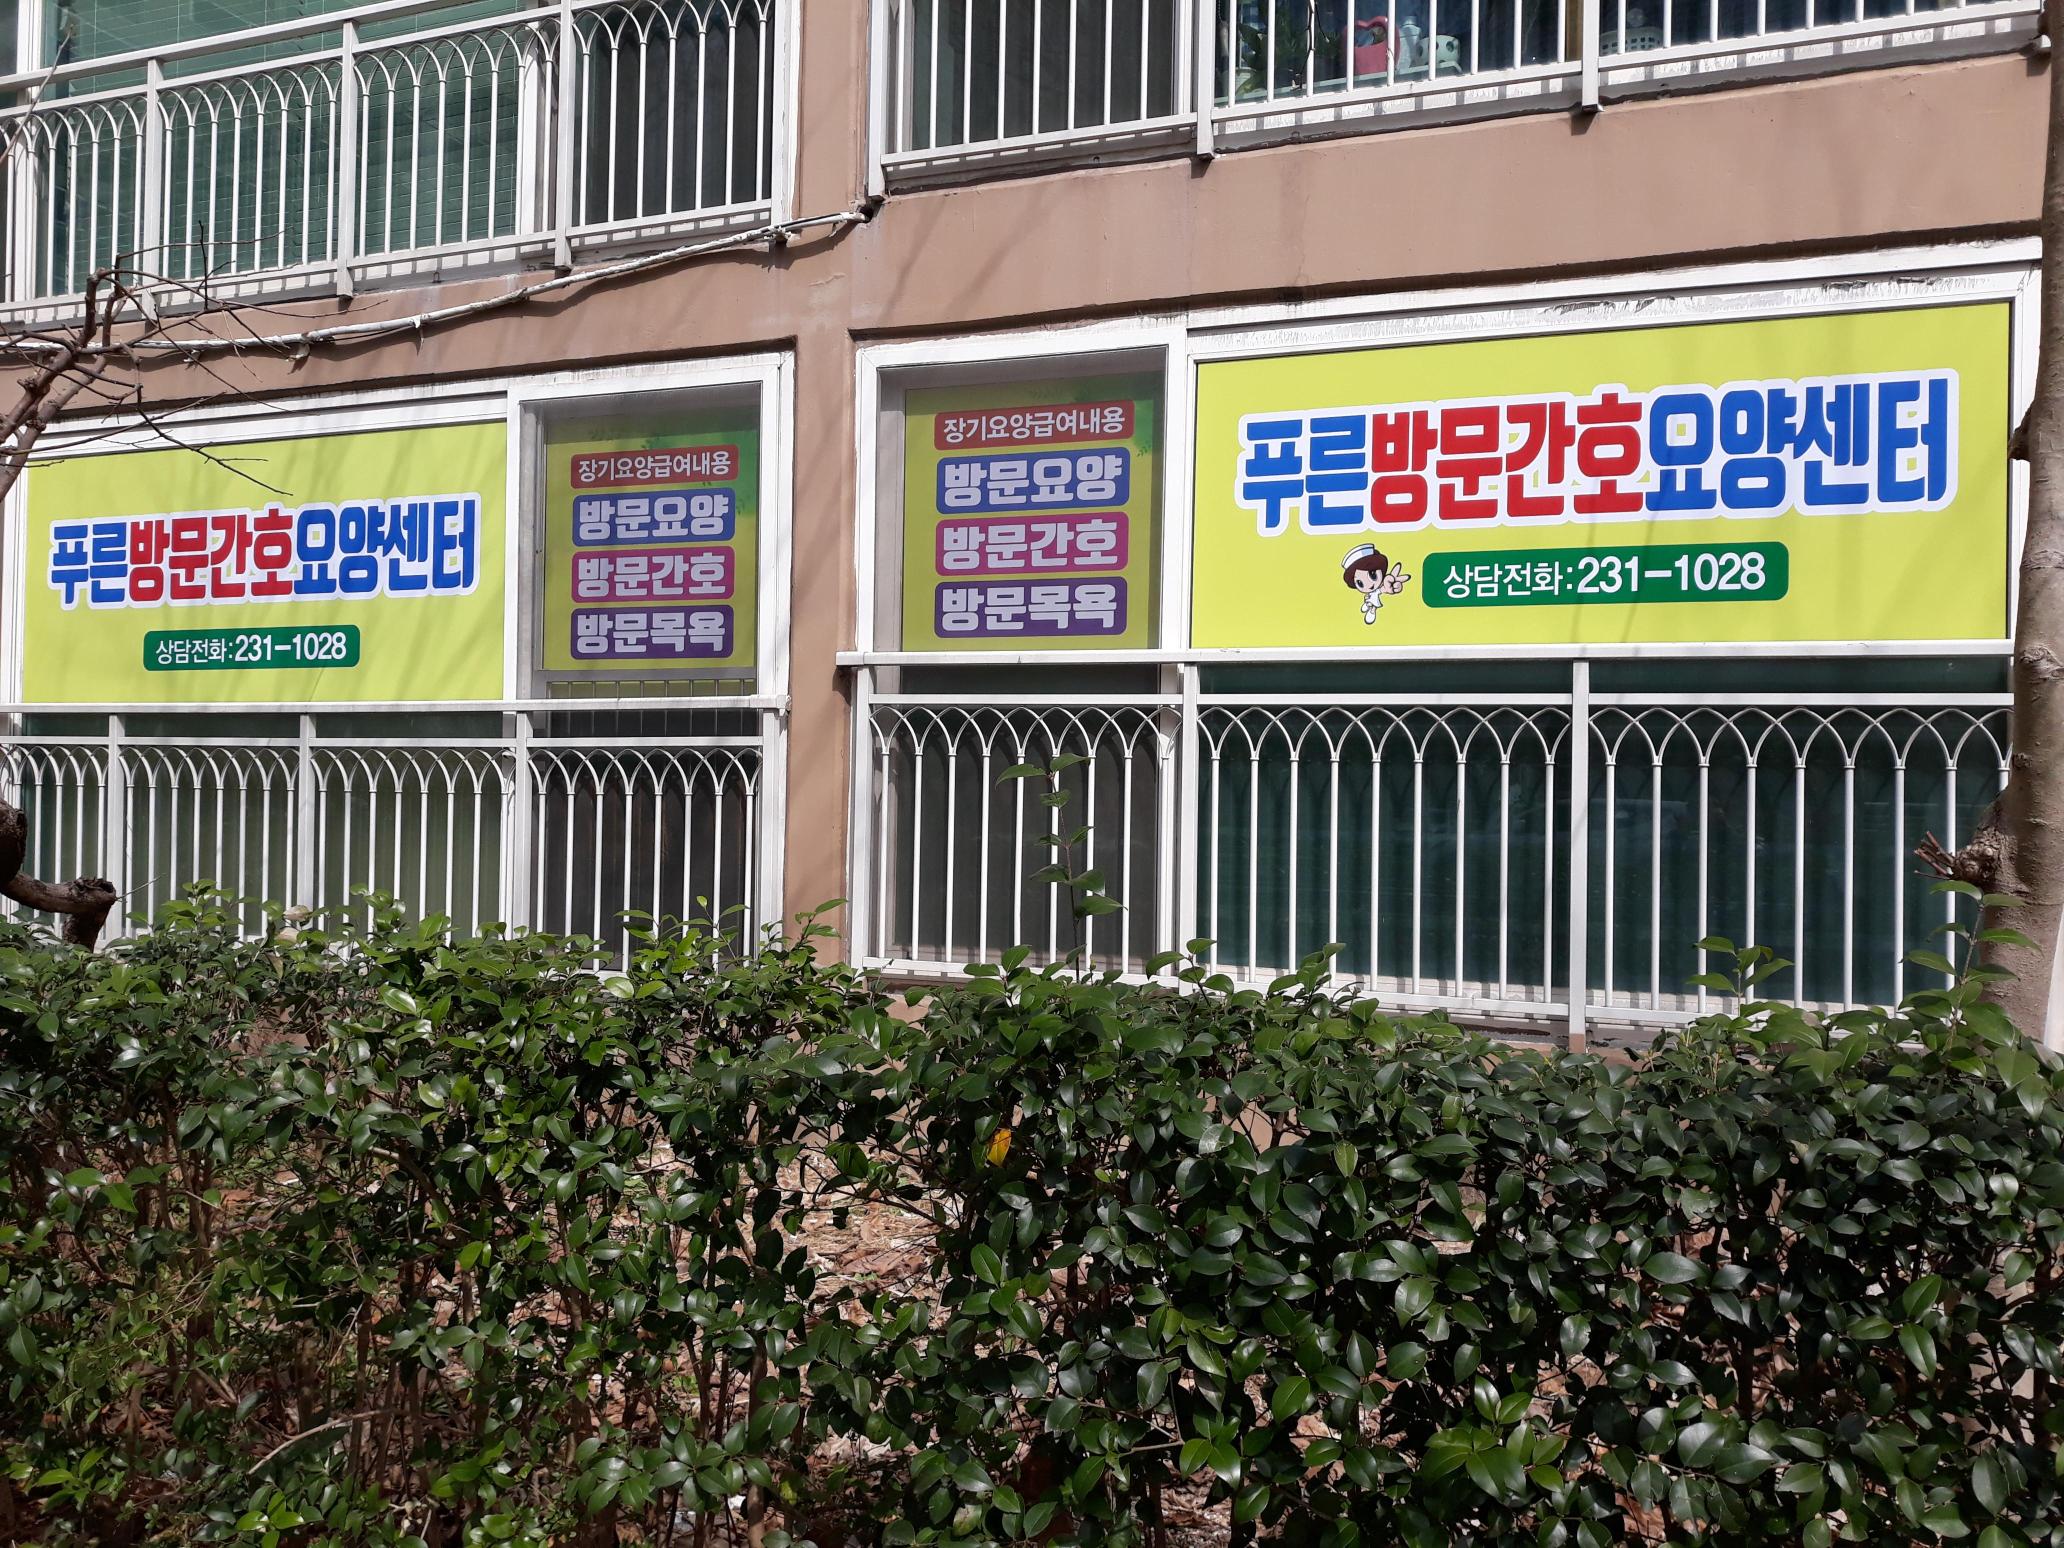 푸른방문간호요양센터
상담전화:231-1028
장기요양급여내용
방문요양
방문간호
방문목욕
장기요양급여내용
방문요양
방문간호
방문목욕
푸른방문간호요양센터
상담전화:231-1028